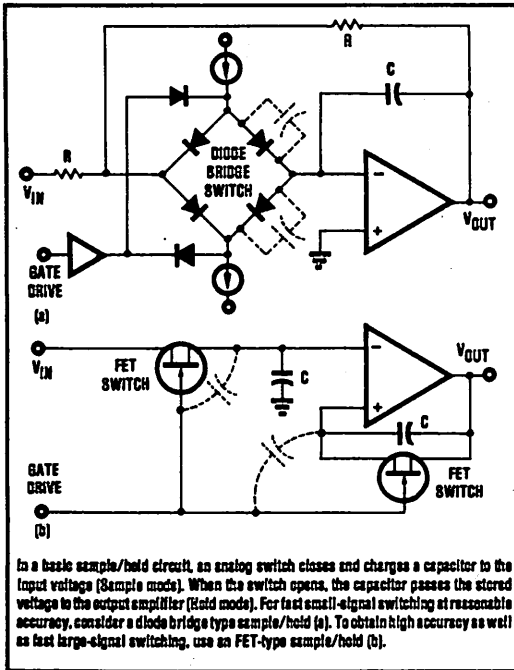 R
C
R
DIODE
BRIDGE
SWITCH
−
+
VIN
VOUT
GATE
DRIVE
(a)
VIN
FET
SWITCH
C
−
+
VOUT
C
FET
SWITCH
GATE
DRIVE
(b)
In a basic sample/hold circuit, an analog switch closes and charges a capacitor to the
input voltage (Sample mode). When the switch opens, the capacitor passes the stored
voltage to the output amplifier (Hold mode). For fast small-signal switching at reasonable
accuracy, consider a diode bridge type sample/hold (a). To obtain high accuracy as well
as fast large-signal switching, use an FET-type sample/hold (b).